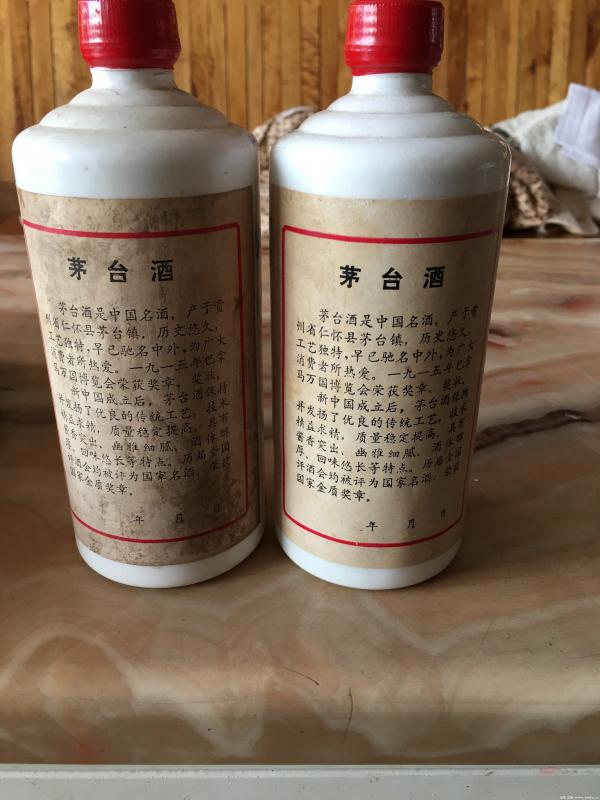 茅台酒
茅台酒是中国名酒，产于贵
州省仁怀县茅台镇，历史悠久，
工艺独特，早已驰名中外，为广大
消费者所热爱。一九一五年巴拿
马万国博览会荣获奖章、奖状。
新中国成立后，茅台酒保持
并发扬了优良的传统工艺，技术
精益求精，质量稳定提高，具有
酱香突出、幽雅细腻、酒体醇
厚、回味悠长等特点。历届全国
评酒会均被评为国家名酒，荣获
国家金质奖章。
年 月 日
茅台酒
茅台酒是中国名酒，产于贵
州省仁怀县茅台镇，历史悠久，
工艺独特，早已驰名中外，为广大
消费者所热爱。一九一五年巴拿
马万国博览会荣获奖章、奖状。
新中国成立后，茅台酒保持
并发扬了优良的传统工艺，技术
精益求精，质量稳定提高，具有
酱香突出、幽雅细腻、酒体醇
厚、回味悠长等特点。历届全国
评酒会均被评为国家名酒，荣获
国家金质奖章。
年 月 日